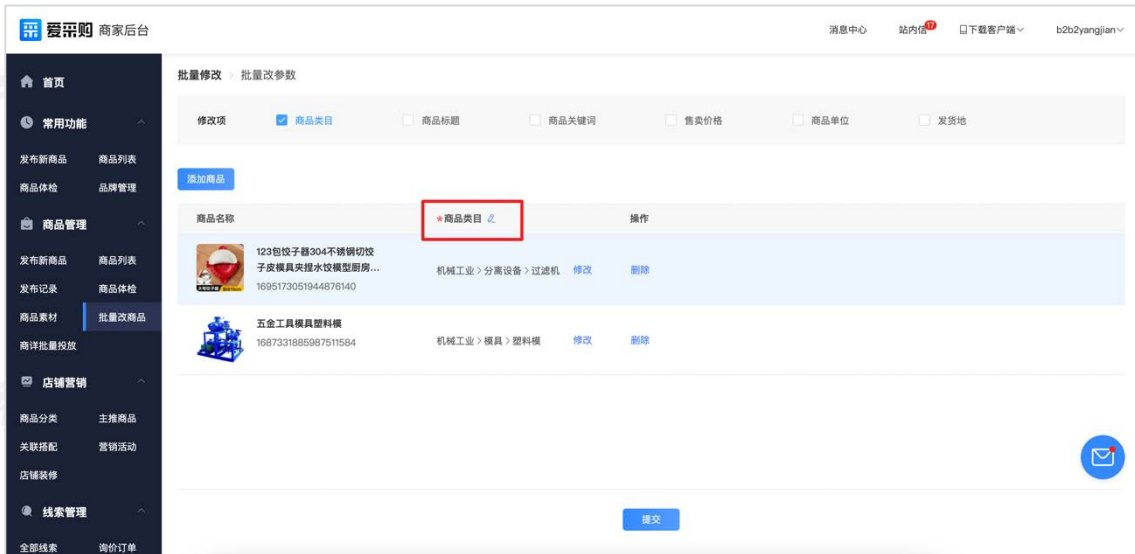 采 爱采购 商家后台
消息中心 站内信 17 下载客户端 b2b2yangjian
首页
常用功能
发布新商品 商品列表
商品体检 品牌管理
商品管理
发布新商品 商品列表
发布记录 商品体检
商品素材 批量改商品
商详批量投放
店铺营销
商品分类 主推商品
关联搭配 营销活动
店铺装修
线索管理
全部线索 询价订单
批量修改 > 批量改参数
修改项 商品类目 商品标题 商品关键词 售卖价格 商品单位 发货地
添加商品
商品名称 *商品类目 操作
123包饺子器304不锈钢切饺
子皮模具夹捏水饺模型厨房...
1695173051944876140
机械工业 > 分离设备 > 过滤机 修改 删除
五金工具模具塑料模
1687331885987511584
机械工业 > 模具 > 塑料模 修改 删除
提交